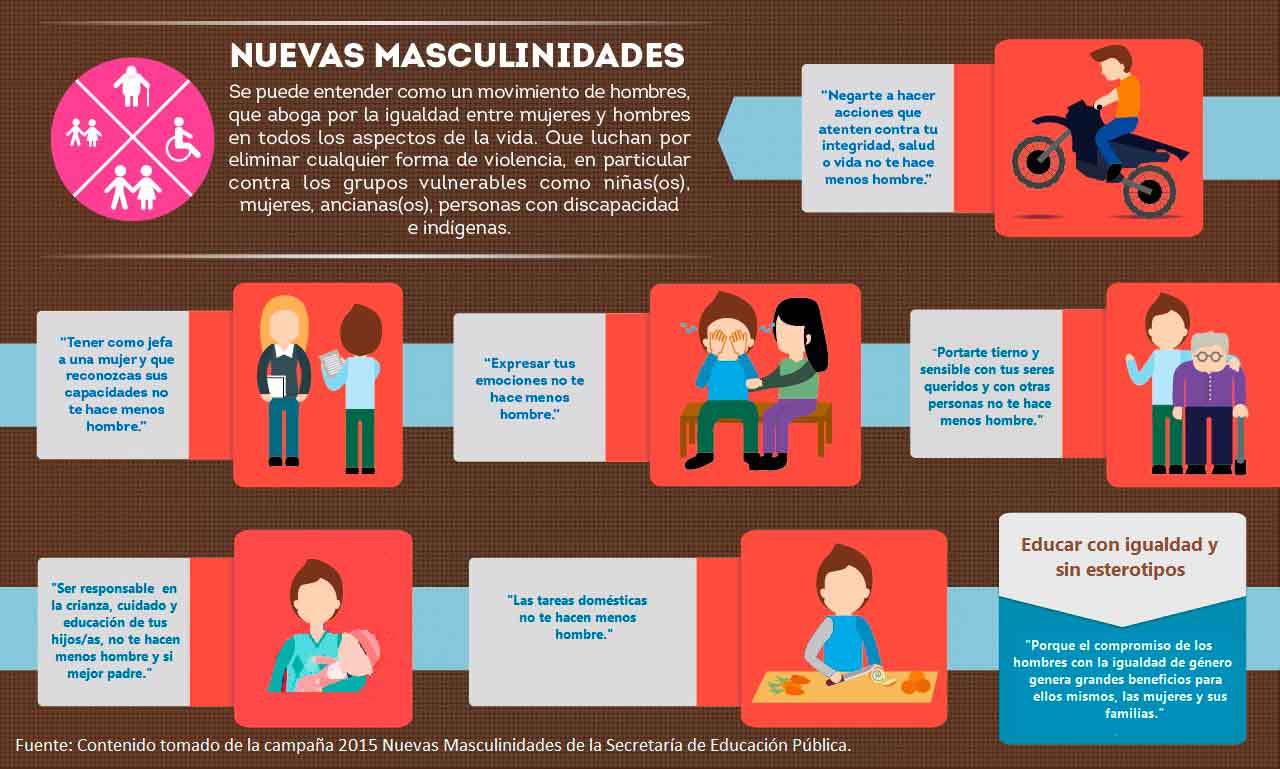 NUEVAS MASCULINIDADES
Se puede entender como un movimiento de hombres,
que aboga por la igualdad entre mujeres y hombres
en todos los aspectos de la vida. Que luchan por
eliminar cualquier forma de violencia, en particular
contra los grupos vulnerables como niñas(os),
mujeres, ancianas(os), personas con discapacidad
e indígenas.
"Negarte a hacer
acciones que
atenten contra tu
integridad, salud
o vida no te hace
menos hombre."
"Tener como jefa
a una mujer y que
reconozcas sus
capacidades no
te hace menos
hombre."
"Expresar tus
emociones no te
hace menos
hombre."
"Portarte tierno y
sensible con tus seres
queridos y con otras
personas no te hace
menos hombre."
"Ser responsable en
la crianza, cuidado y
educación de tus
hijos/as, no te hacen
menos hombre y si
mejor padre."
"Las tareas domésticas
no te hacen menos
hombre."
Educar con igualdad y
sin esterotipos
"Porque el compromiso de los
hombres con la igualdad de género
genera grandes beneficios para
ellos mismos, las mujeres y sus
familias."
Fuente: Contenido tomado de la campaña 2015 Nuevas Masculinidades de la Secretaría de Educación Pública.